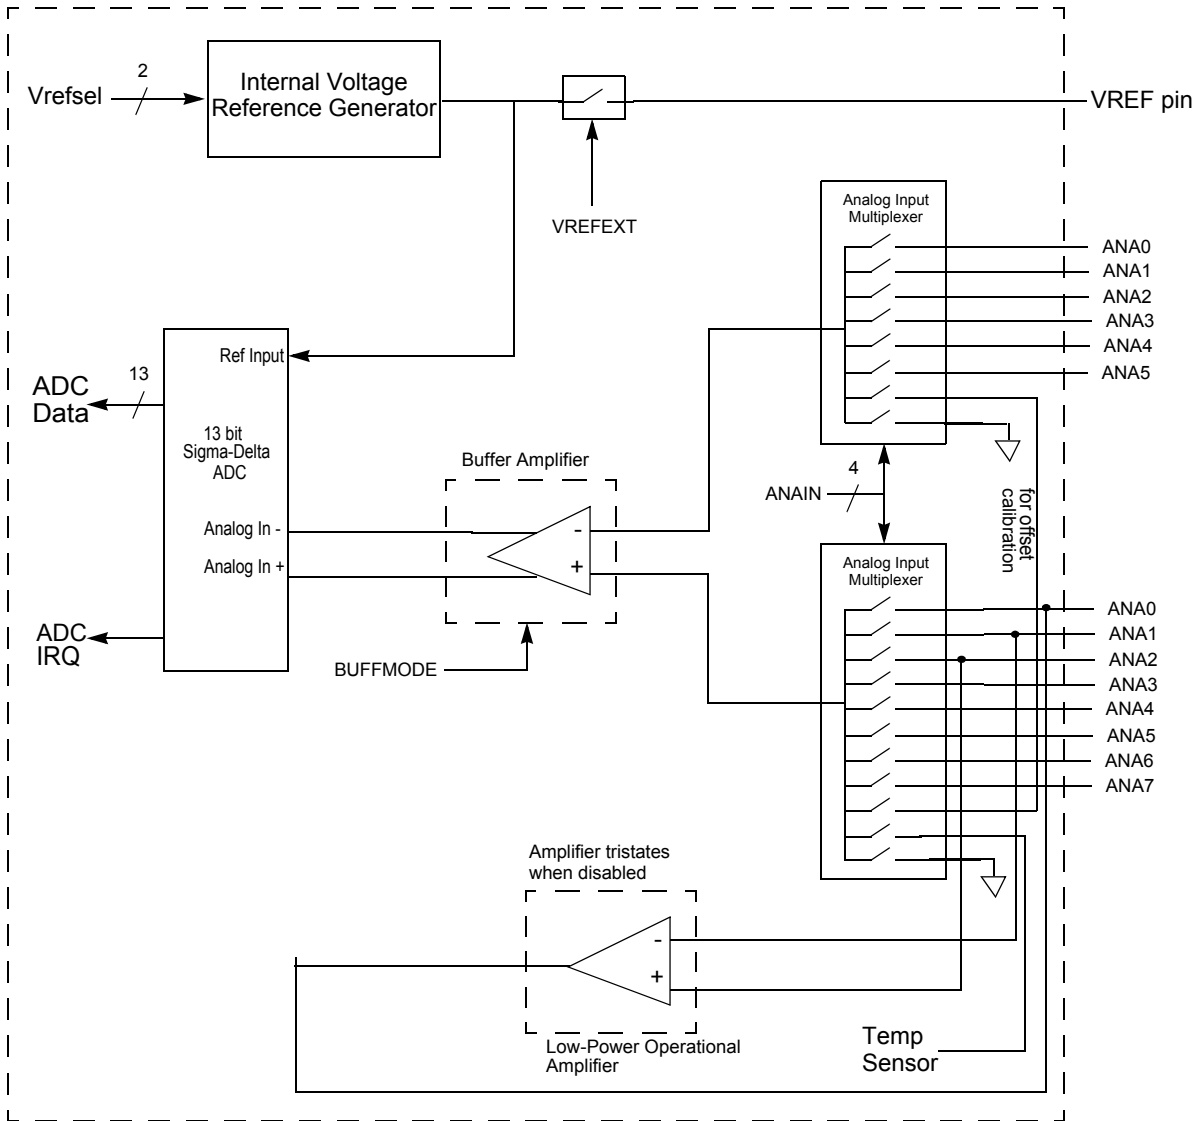 2
Vrefsel
Internal Voltage
Reference Generator
VREF pin
VREFEXT
Analog Input
Multiplexer
ANA0
ANA1
ANA2
ANA3
ANA4
ANA5
Ref Input
13
ADC
Data
13 bit
Sigma-Delta
ADC
Buffer Amplifier
4
ANAIN
for offset
calibration
Analog In -
Analog In +
-
+
Analog Input
Multiplexer
ANA0
ANA1
ANA2
ANA3
ANA4
ANA5
ANA6
ANA7
ADC
IRQ
BUFFMODE
Amplifier tristates
when disabled
-
+
Low-Power Operational
Amplifier
Temp
Sensor